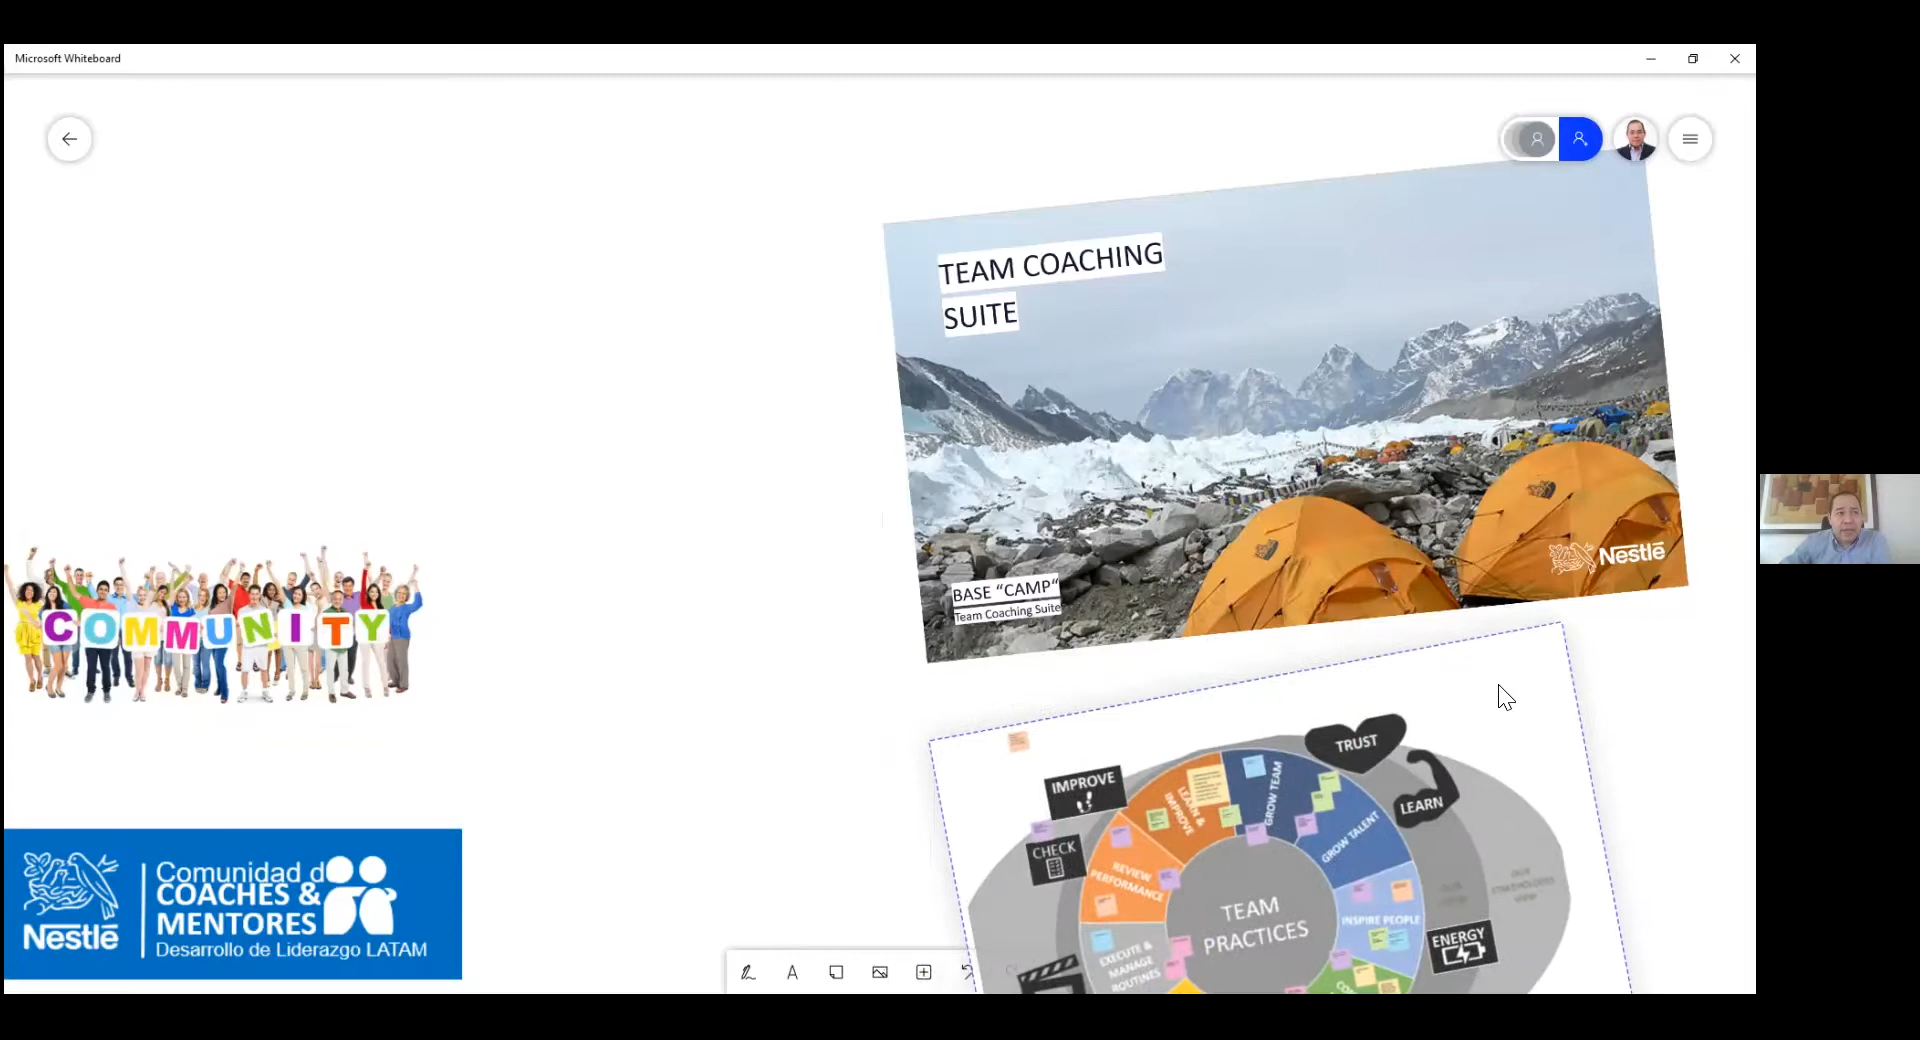 Microsoft Whiteboard
TEAM COACHING
SUITE
Nestlé
BASE “CAMP“
Team Coaching Suite
COMMUNITY
TRUST
IMPROVE
LEARN &
IMPROVE
GROW TEAM
LEARN
GROW TALENT
CHECK
REVIEW
PERFORMANCE
TEAM
PRACTICES
INSPIRE PEOPLE
ENERGY
EXECUTE &
MANAGE
ROUTINES
Nestlé
Comunidad d
COACHES &
MENTORES
Desarrollo de Liderazgo LATAM